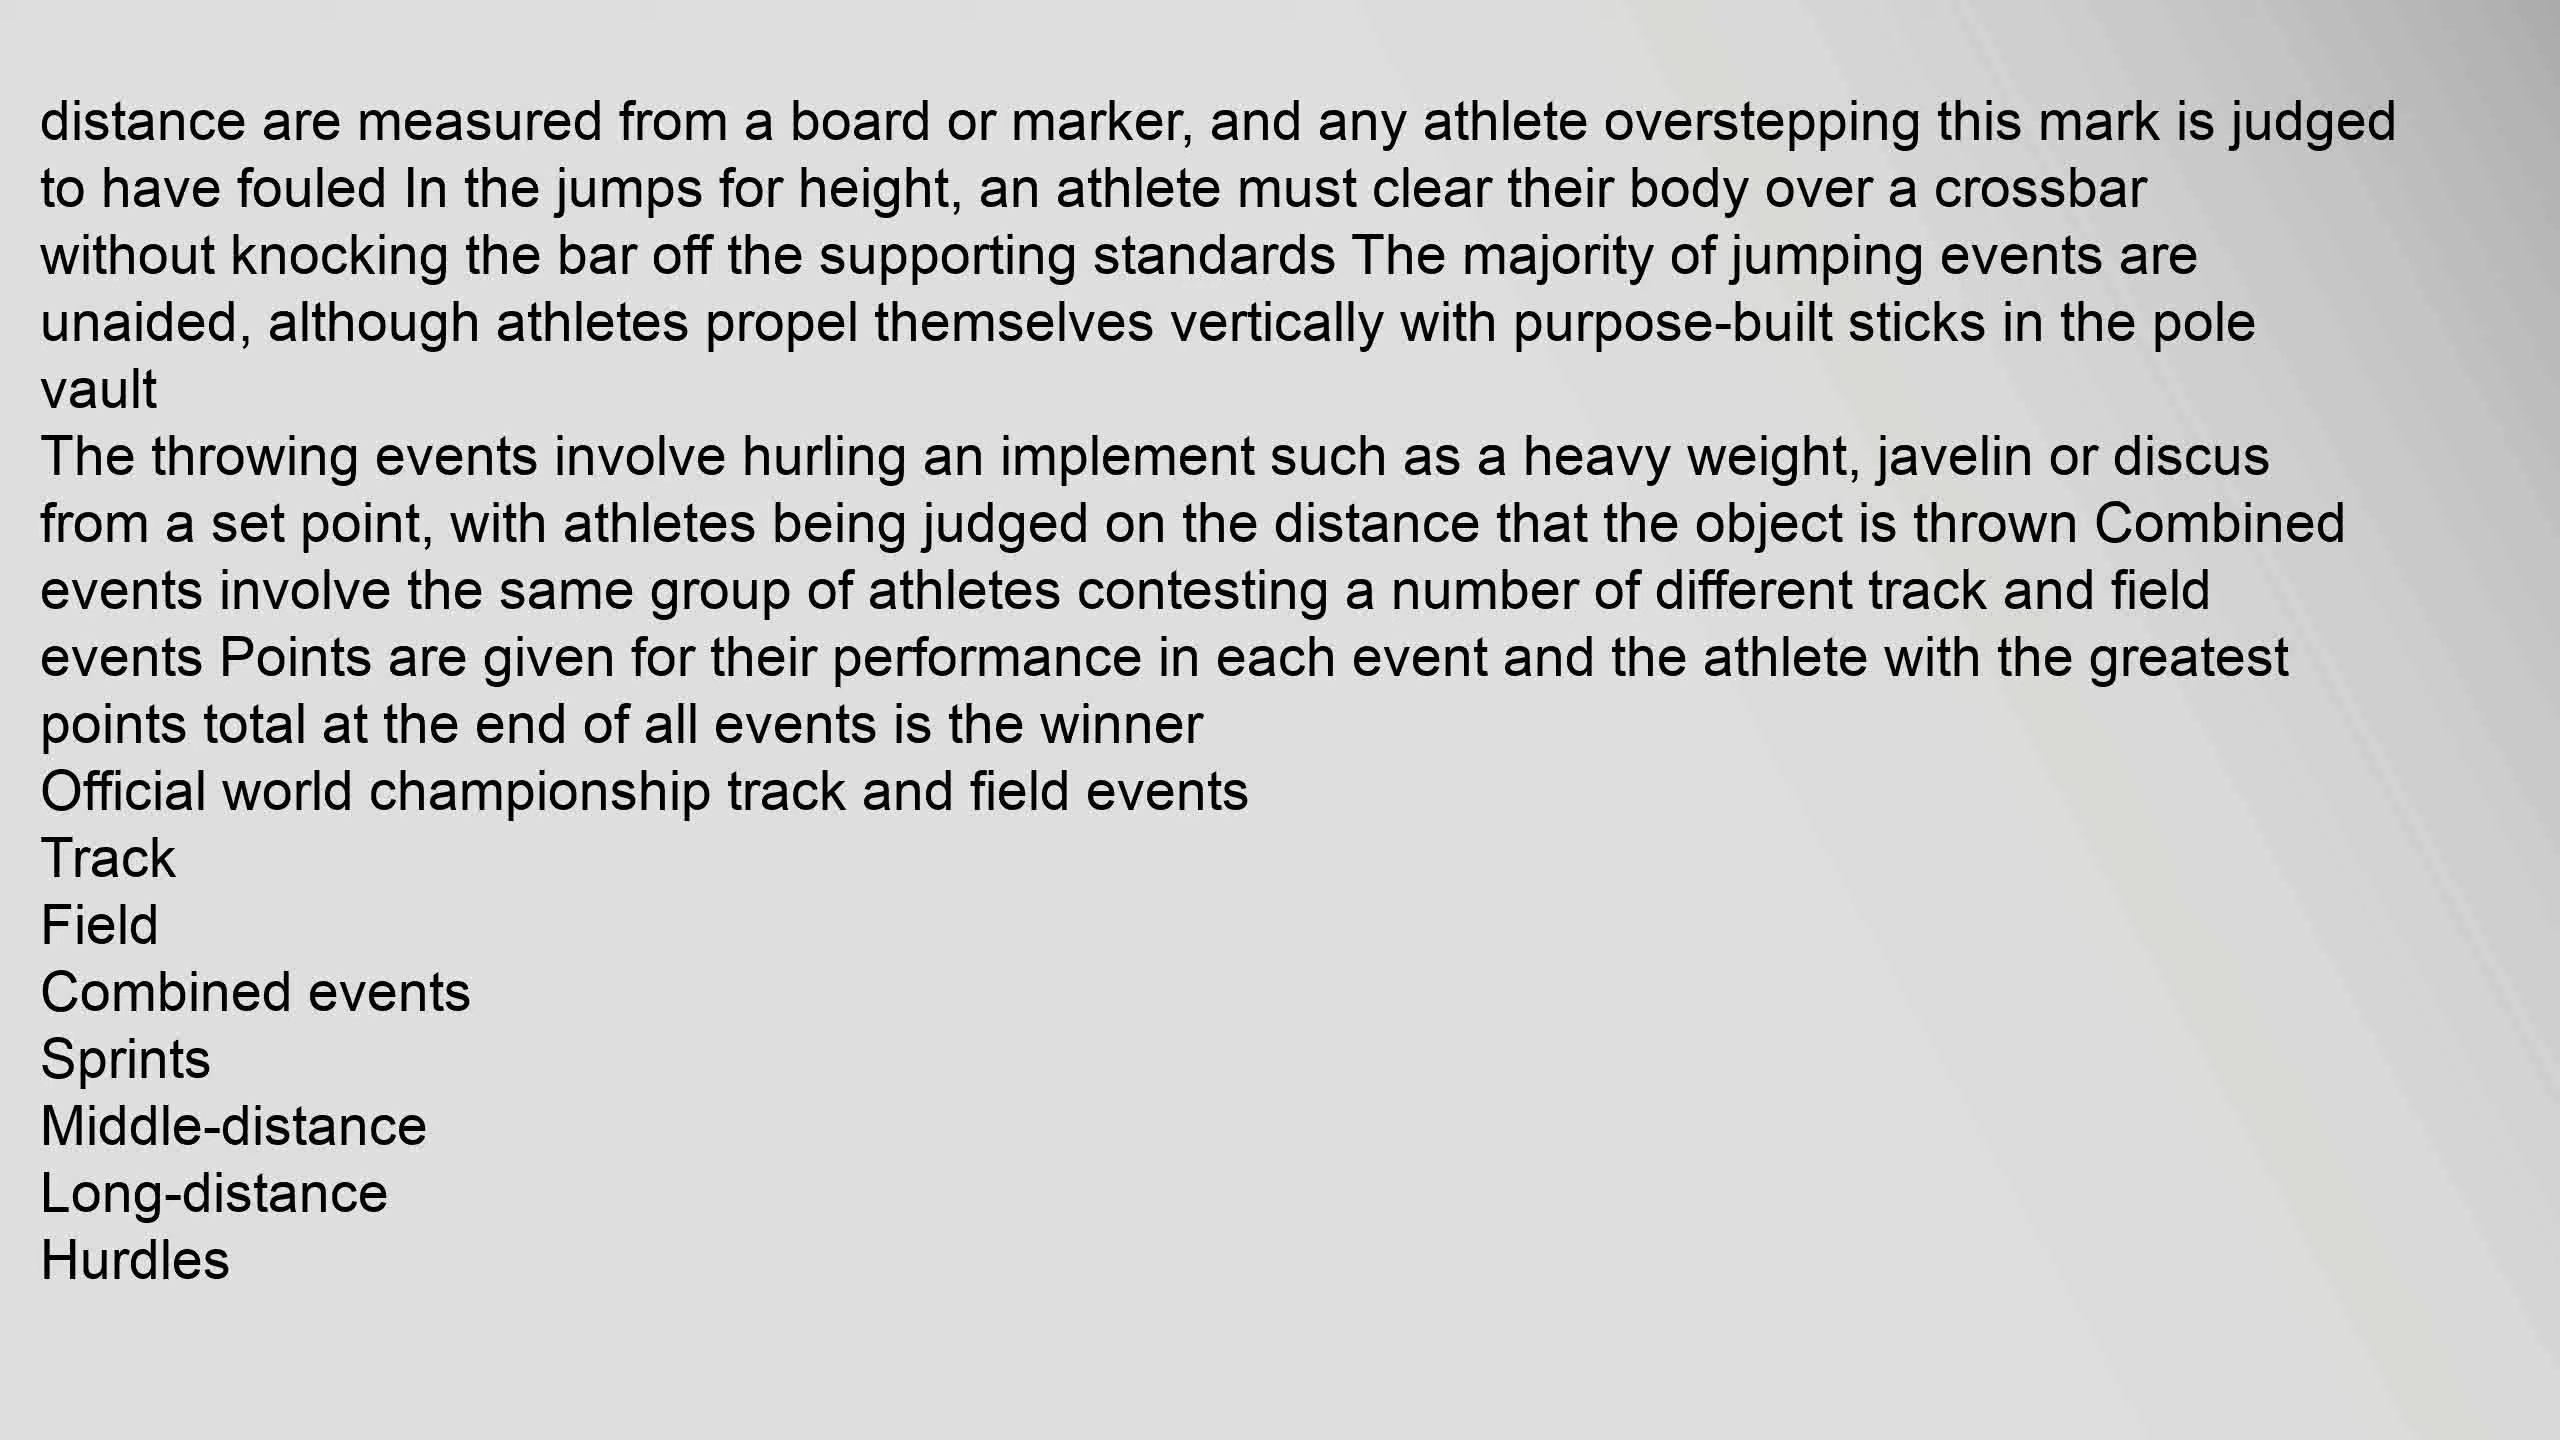 distance are measured from a board or marker, and any athlete overstepping this mark is judged
to have fouled In the jumps for height, an athlete must clear their body over a crossbar
without knocking the bar off the supporting standards The majority of jumping events are
unaided, although athletes propel themselves vertically with purpose-built sticks in the pole
vault
The throwing events involve hurling an implement such as a heavy weight, javelin or discus
from a set point, with athletes being judged on the distance that the object is thrown Combined
events involve the same group of athletes contesting a number of different track and field
events Points are given for their performance in each event and the athlete with the greatest
points total at the end of all events is the winner
Official world championship track and field events
Track
Field
Combined events
Sprints
Middle-distance
Long-distance
Hurdles